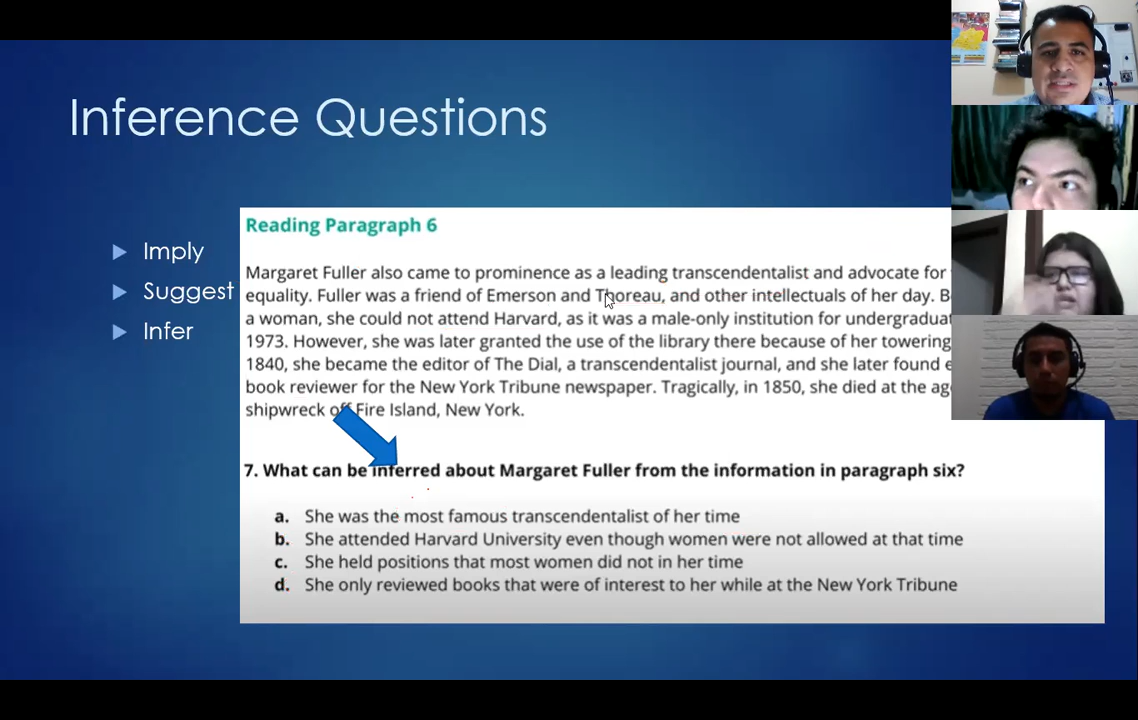 Inference Questions
Imply
Suggest
Infer
Reading Paragraph 6
Margaret Fuller also came to prominence as a leading transcendentalist and advocate for
equality. Fuller was a friend of Emerson and Thoreau, and other intellectuals of her day. B
a woman, she could not attend Harvard, as it was a male-only institution for undergradua
1973. However, she was later granted the use of the library there because of her towering
1840, she became the editor of The Dial, a transcendentalist journal, and she later found e
book reviewer for the New York Tribune newspaper. Tragically, in 1850, she died at the ag
shipwreck off Fire Island, New York.
7. What can be inferred about Margaret Fuller from the information in paragraph six?
a. She was the most famous transcendentalist of her time
b. She attended Harvard University even though women were not allowed at that time
c. She held positions that most women did not in her time
d. She only reviewed books that were of interest to her while at the New York Tribune